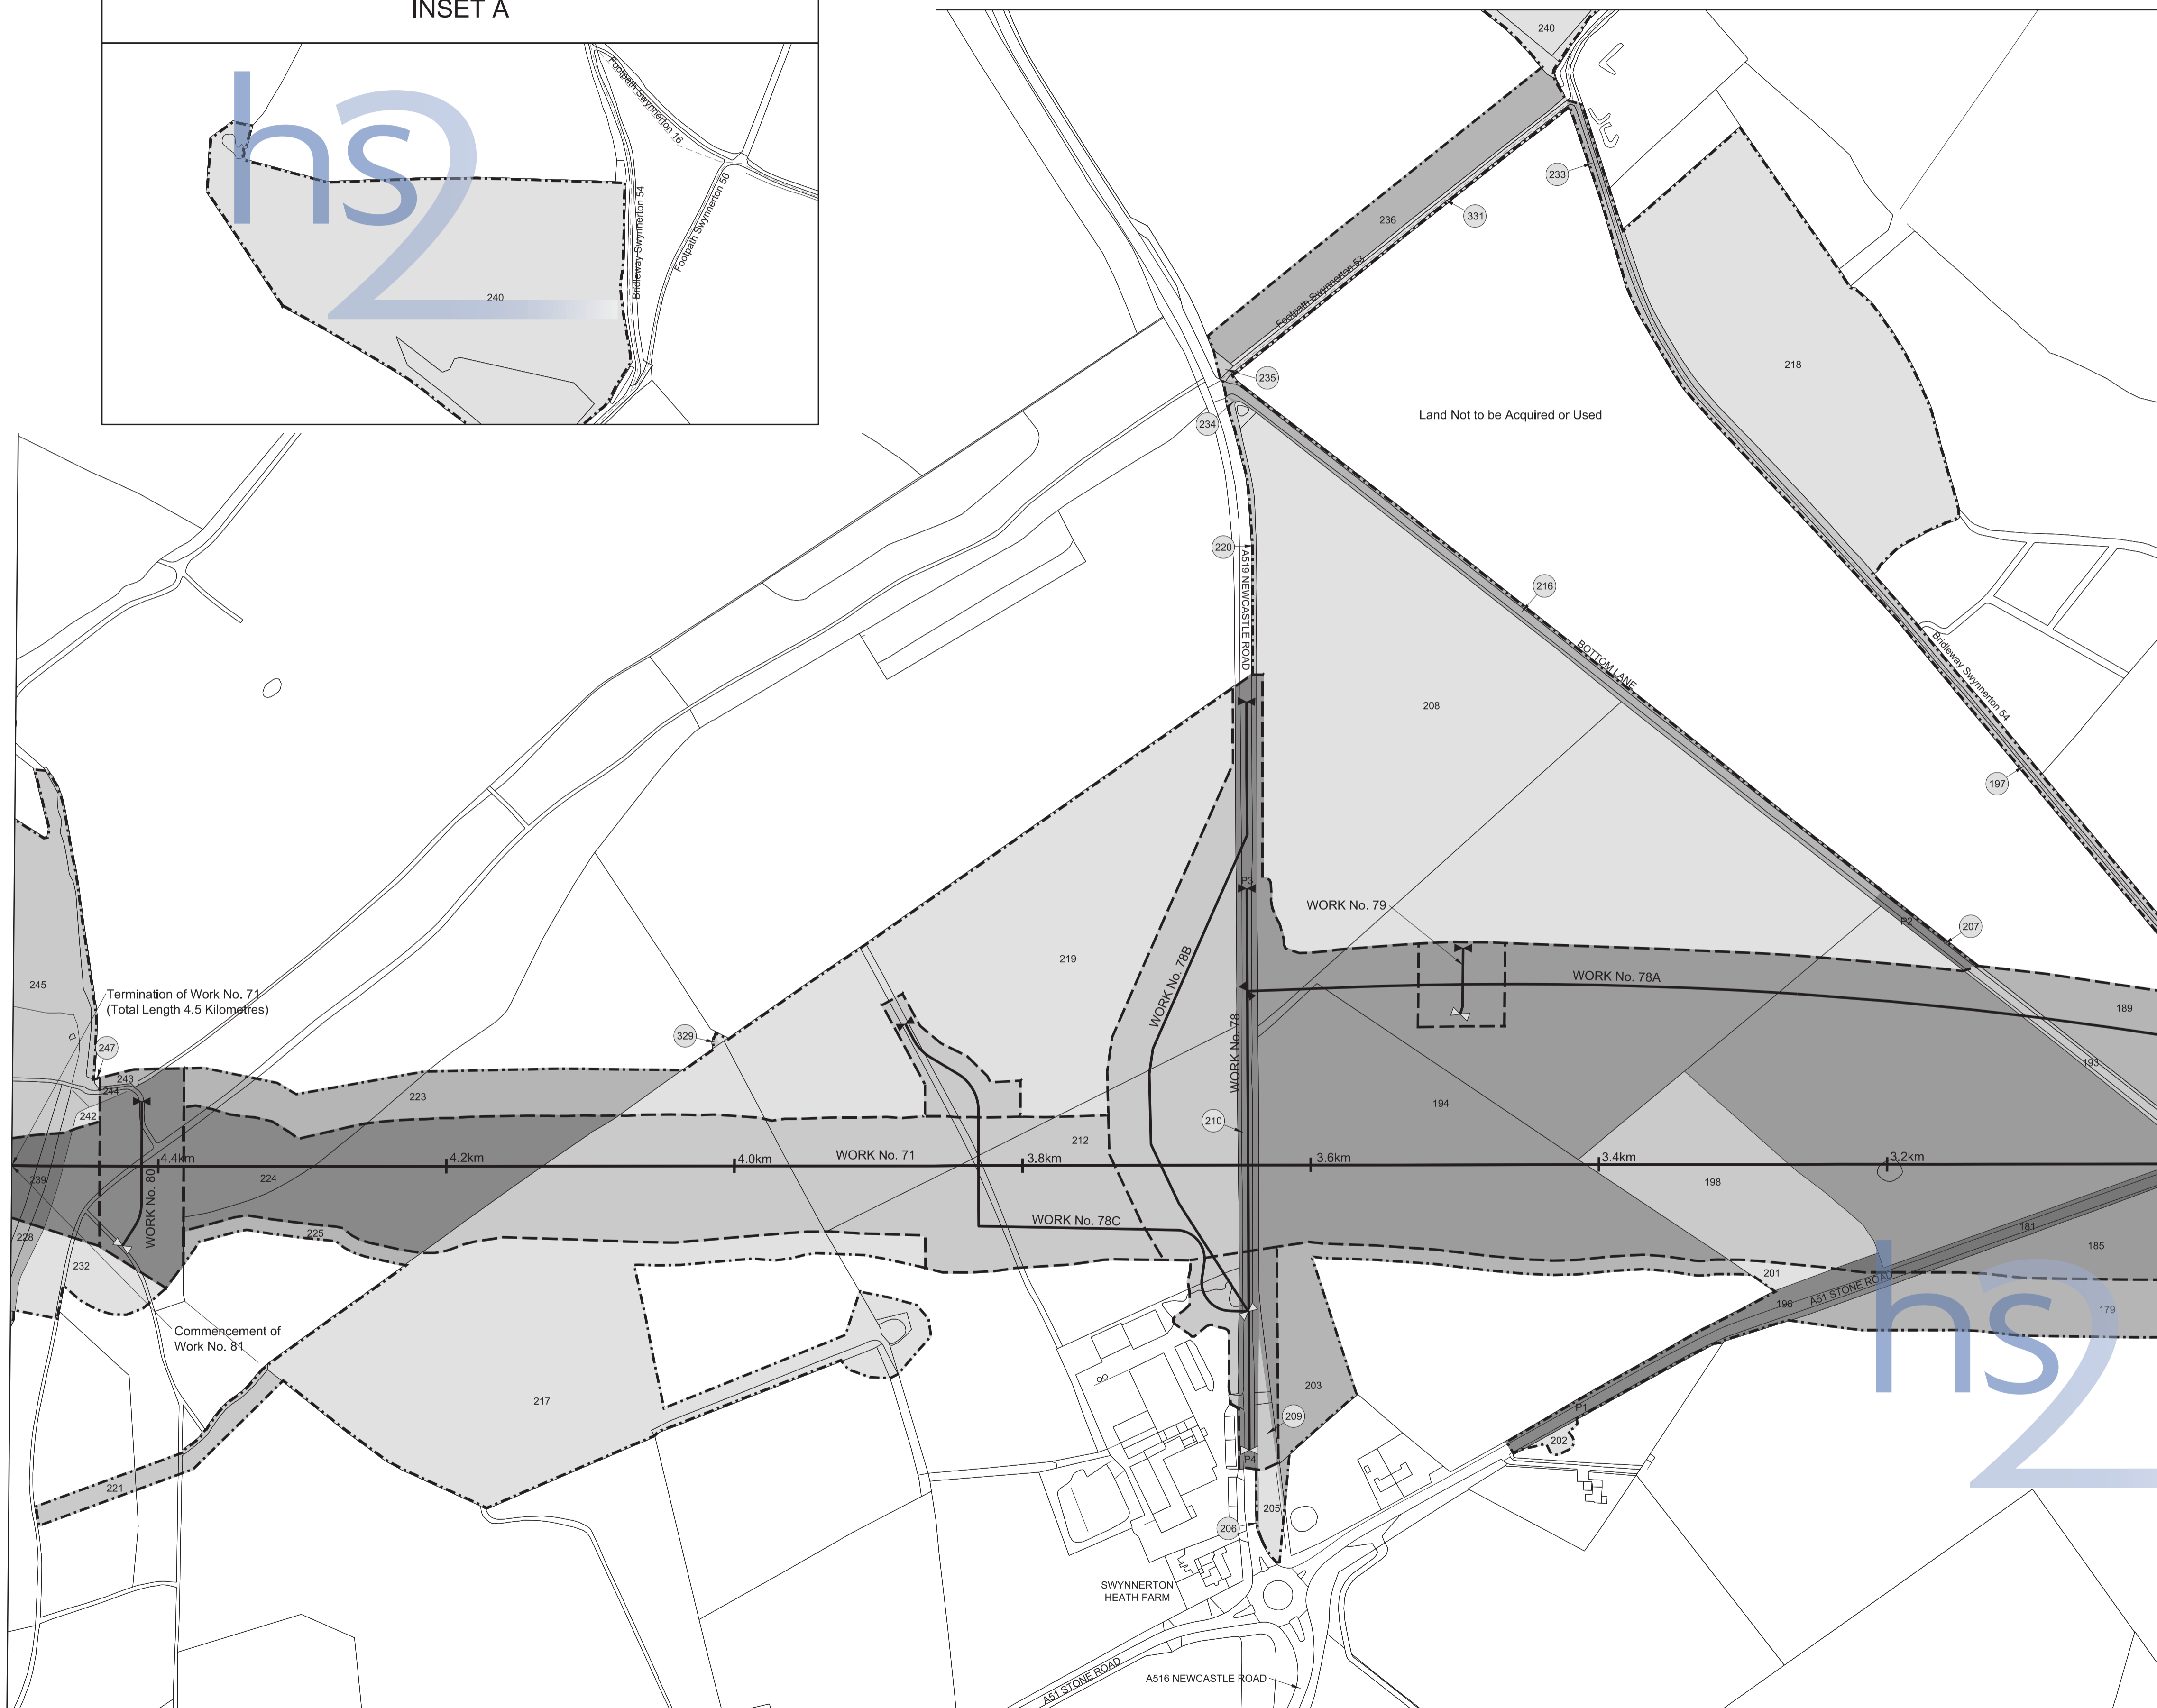 INSET A
hs2
Footpath Swynnerton 16
Bridleway Swynnerton 54
Footpath Swynnerton 56
240
240
233
236
331
Footpath Swynnerton 53
218
235
Land Not to be Acquired or Used
234
220
A519 NEWCASTLE ROAD
216
BOTTOM LANE
Bridleway Swynnerton 54
208
197
P3
WORK No. 79
P2
207
219
WORK No. 78B
WORK No. 78A
245
Termination of Work No. 71
(Total Length 4.5 Kilometres)
189
329
247
WORK No. 78
193
243
244
223
194
242
210
212
4.4km
4.2km
4.0km
WORK No. 71
3.8km
3.6km
3.4km
3.2km
239
224
198
WORK No. 80
WORK No. 78C
181
228
225
185
232
201
A51 STONE ROAD
196
179
hs2
Commencement of
Work No. 81
203
217
P1
209
202
P4
221
205
206
SWYNNERTON
HEATH FARM
A51 STONE ROAD
A516 NEWCASTLE ROAD